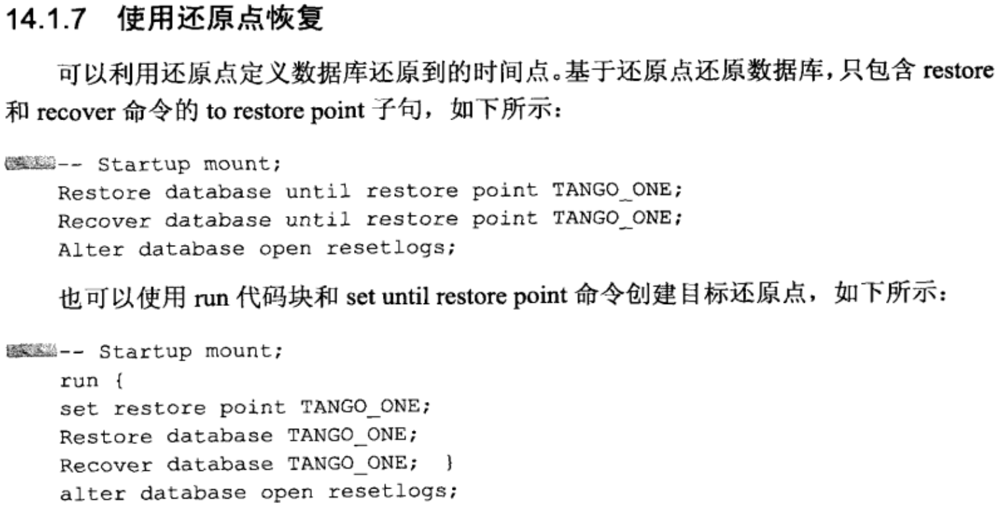 14.1.7 使用还原点恢复
可以利用还原点定义数据库还原到的时间点。基于还原点还原数据库，只包含 restore
和 recover 命令的 to restore point 子句，如下所示：
-- Startup mount;
Restore database until restore point TANGO_ONE;
Recover database until restore point TANGO_ONE;
Alter database open resetlogs;
也可以使用 run 代码块和 set until restore point 命令创建目标还原点，如下所示：
-- Startup mount;
run {
set restore point TANGO_ONE;
Restore database TANGO_ONE;
Recover database TANGO_ONE; }
alter database open resetlogs;